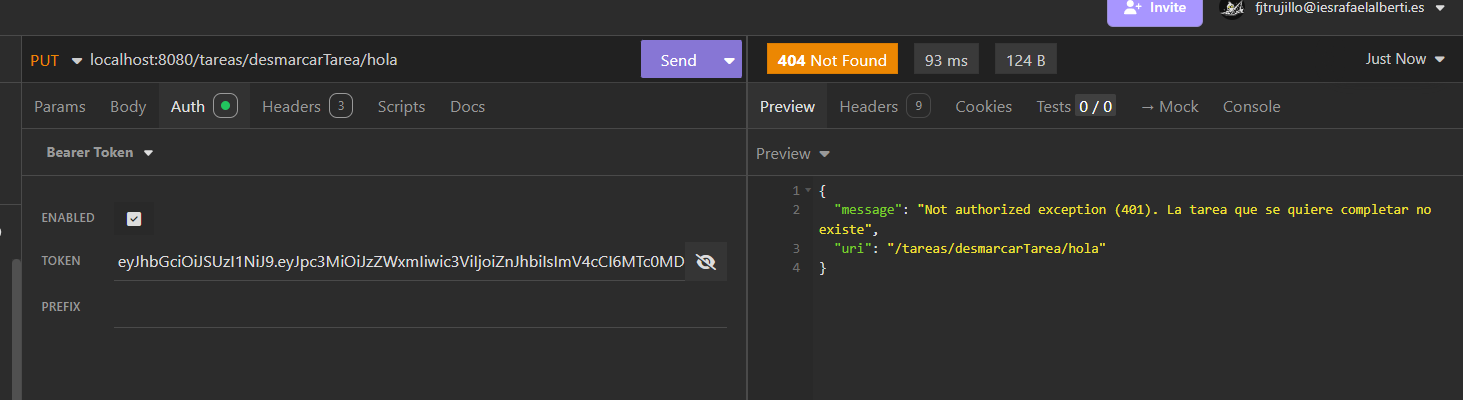 Invite
fjtrujillo@iesrafaelalberti.es
PUT localhost:8080/tareas/desmarcarTarea/hola Send
404 Not Found 93 ms 124 B Just Now
Params Body Auth Headers 3 Scripts Docs
Preview Headers 9 Cookies Tests 0 / 0 → Mock Console
Bearer Token
Preview
ENABLED
TOKEN eyJhbGciOiJSUzI1NiJ9.eyJpc3MiOiJzZWxmIiwic3ViIjoiZnJhbiIsImV4cCI6MTc0MD
PREFIX
1 {
2 "message": "Not authorized exception (401). La tarea que se quiere completar no
existe",
3 "uri": "/tareas/desmarcarTarea/hola"
4 }